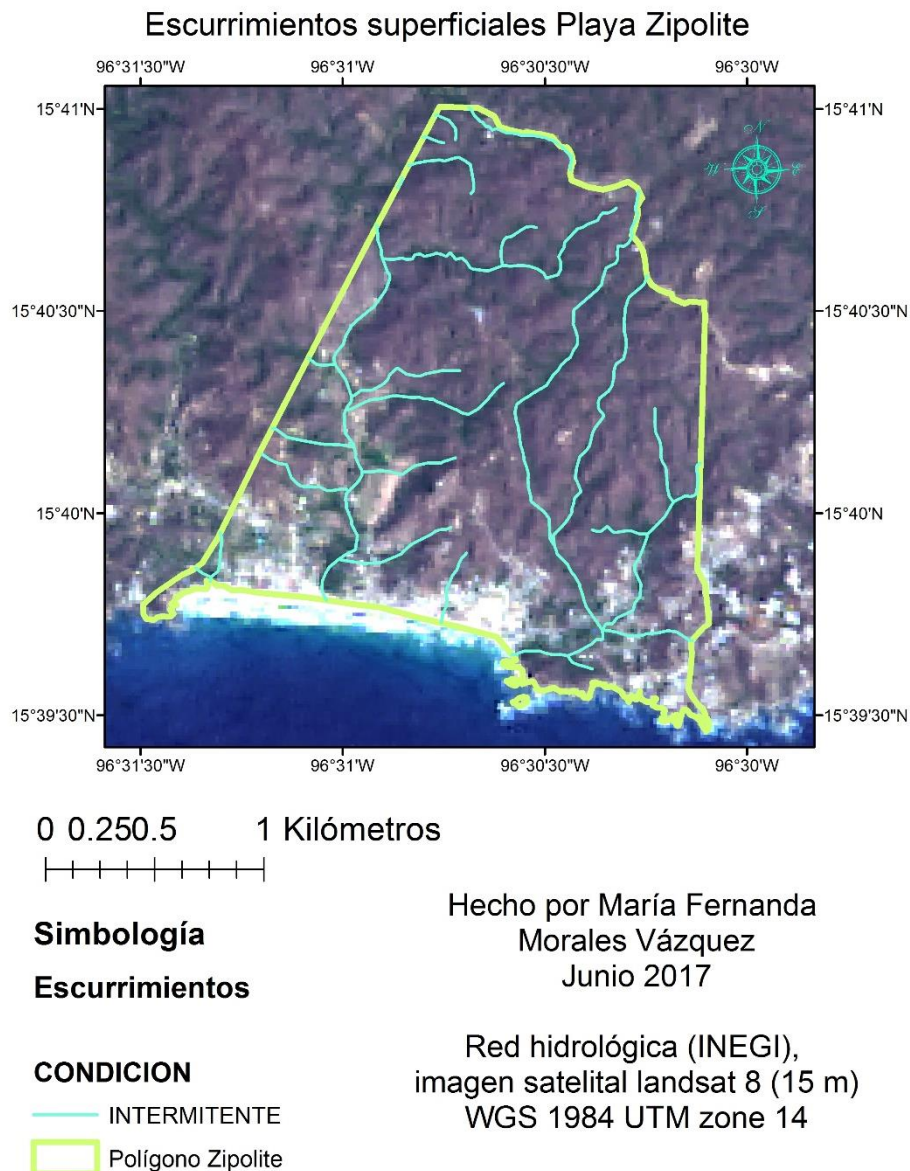 Escurrimientos superficiales Playa Zipolite
96°31'30"W 96°31'W 96°30'30"W 96°30'W
15°41'N 15°41'N
15°40'30"N 15°40'30"N
15°40'N 15°40'N
15°39'30"N 15°39'30"N
96°31'30"W 96°31'W 96°30'30"W 96°30'W
0 0.250.5 1 Kilómetros
Simbología
Escurrimientos
CONDICION
INTERMITENTE
Polígono Zipolite
Hecho por María Fernanda
Morales Vázquez
Junio 2017
Red hidrológica (INEGI),
imagen satelital landsat 8 (15 m)
WGS 1984 UTM zone 14